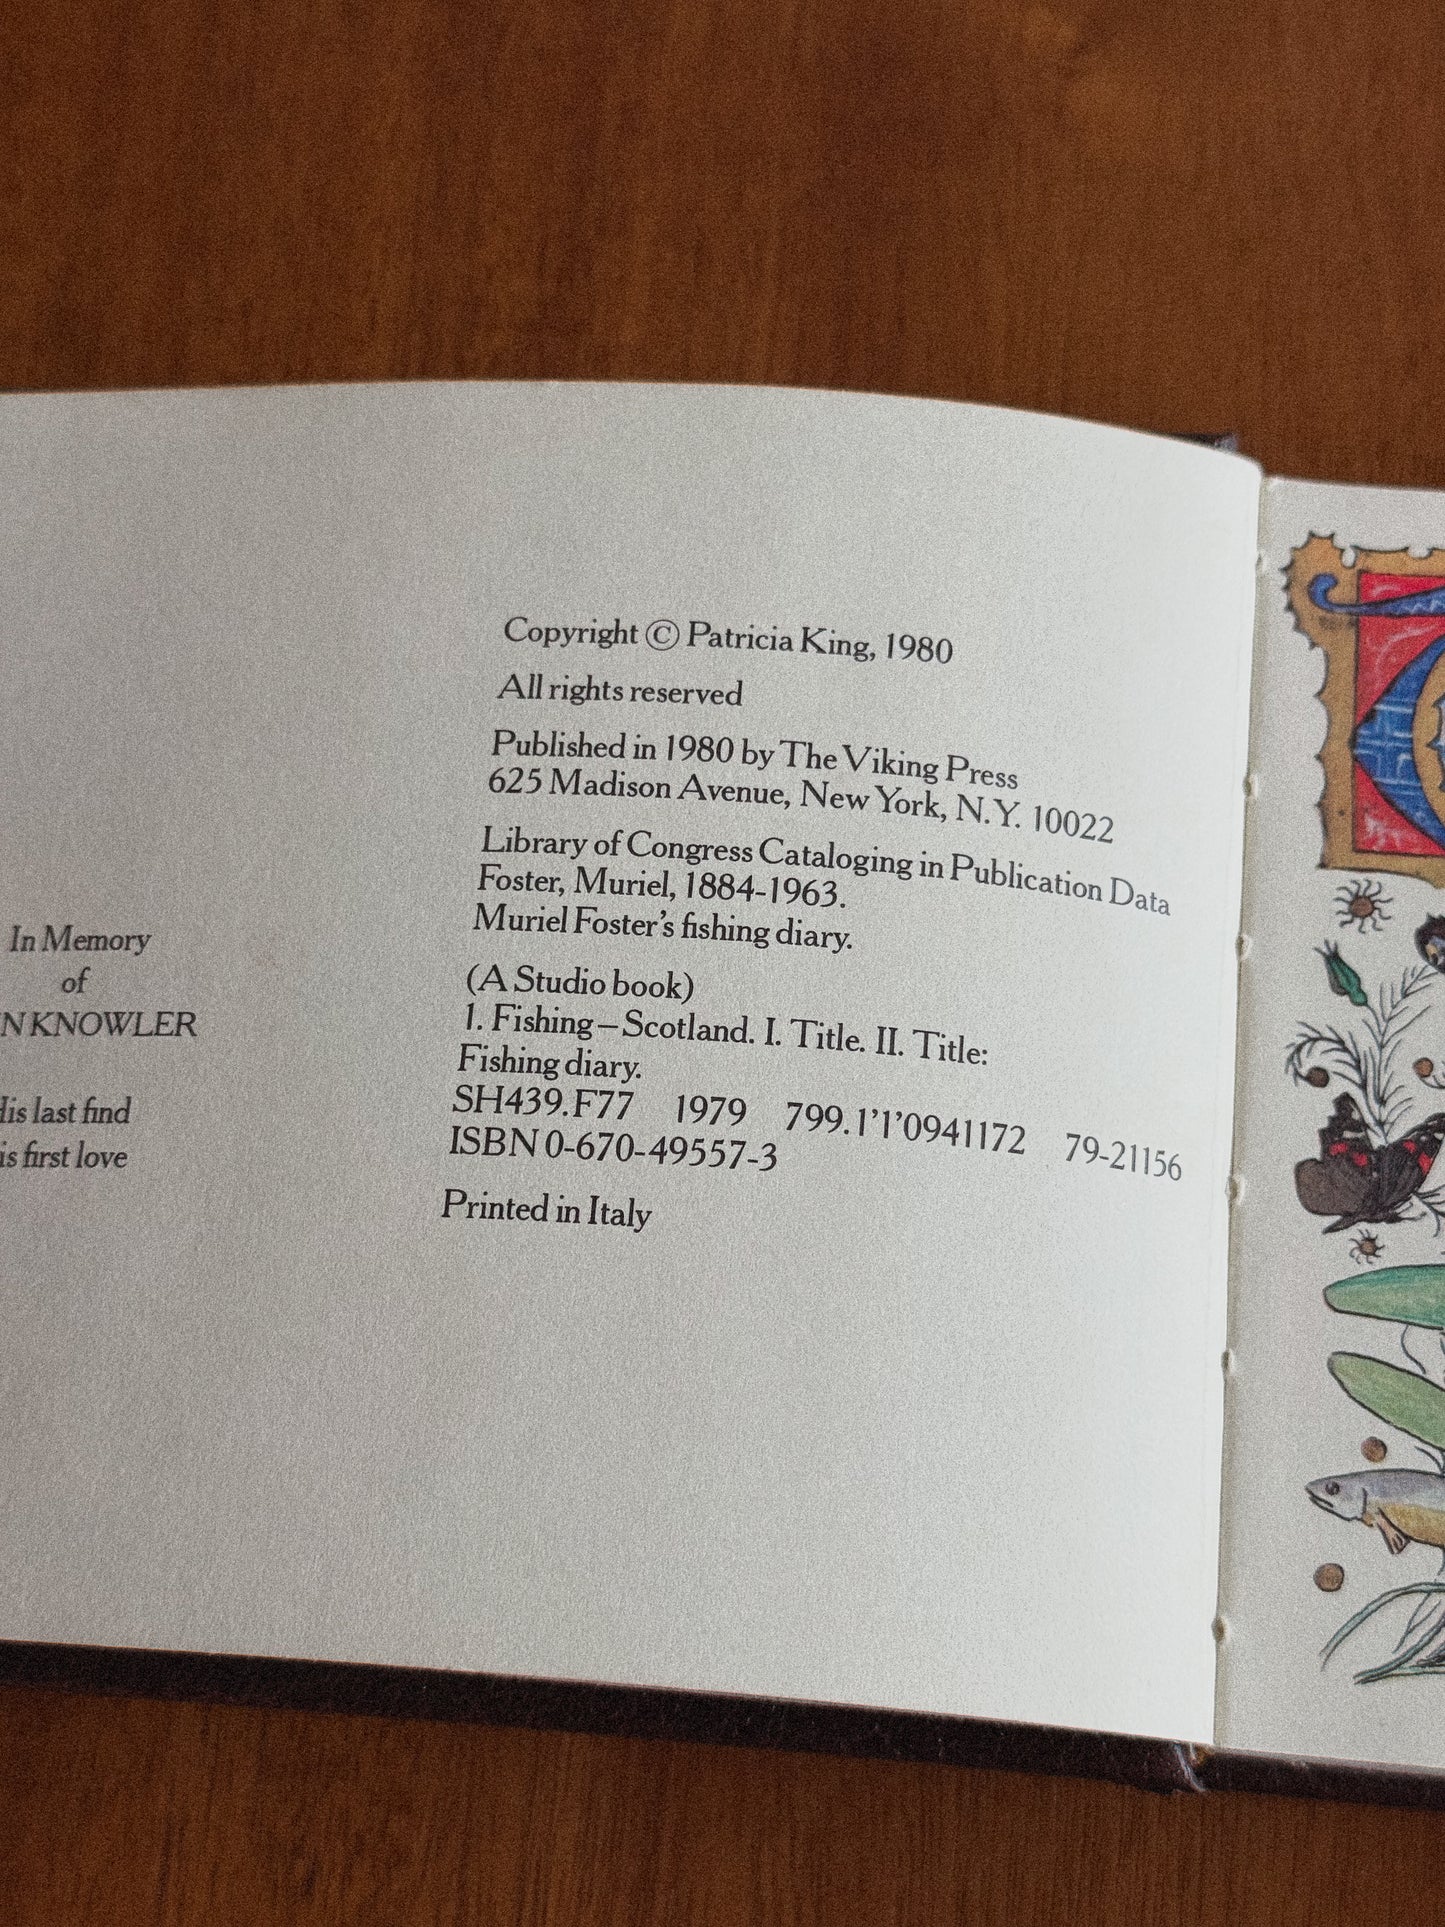 In Memory
of
KNOWLER
last find
first love
Copyright © Patricia King, 1980
All rights reserved
Published in 1980 by The Viking Press
625 Madison Avenue, New York, N.Y. 10022
Library of Congress Cataloging in Publication Data
Foster, Muriel, 1884-1963.
Muriel Foster's fishing diary.
(A Studio book)
1. Fishing—Scotland. I. Title. II. Title:
Fishing diary.
SH439.F77 1979 799.1'1'0941172 79-21156
ISBN 0-670-49557-3
Printed in Italy